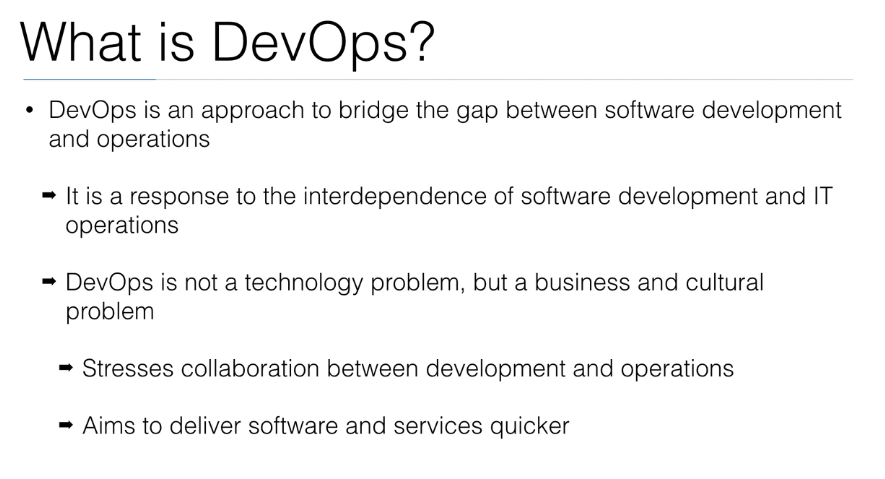 What is DevOps?
• DevOps is an approach to bridge the gap between software development
and operations
➡ It is a response to the interdependence of software development and IT
operations
➡ DevOps is not a technology problem, but a business and cultural
problem
➡ Stresses collaboration between development and operations
➡ Aims to deliver software and services quicker